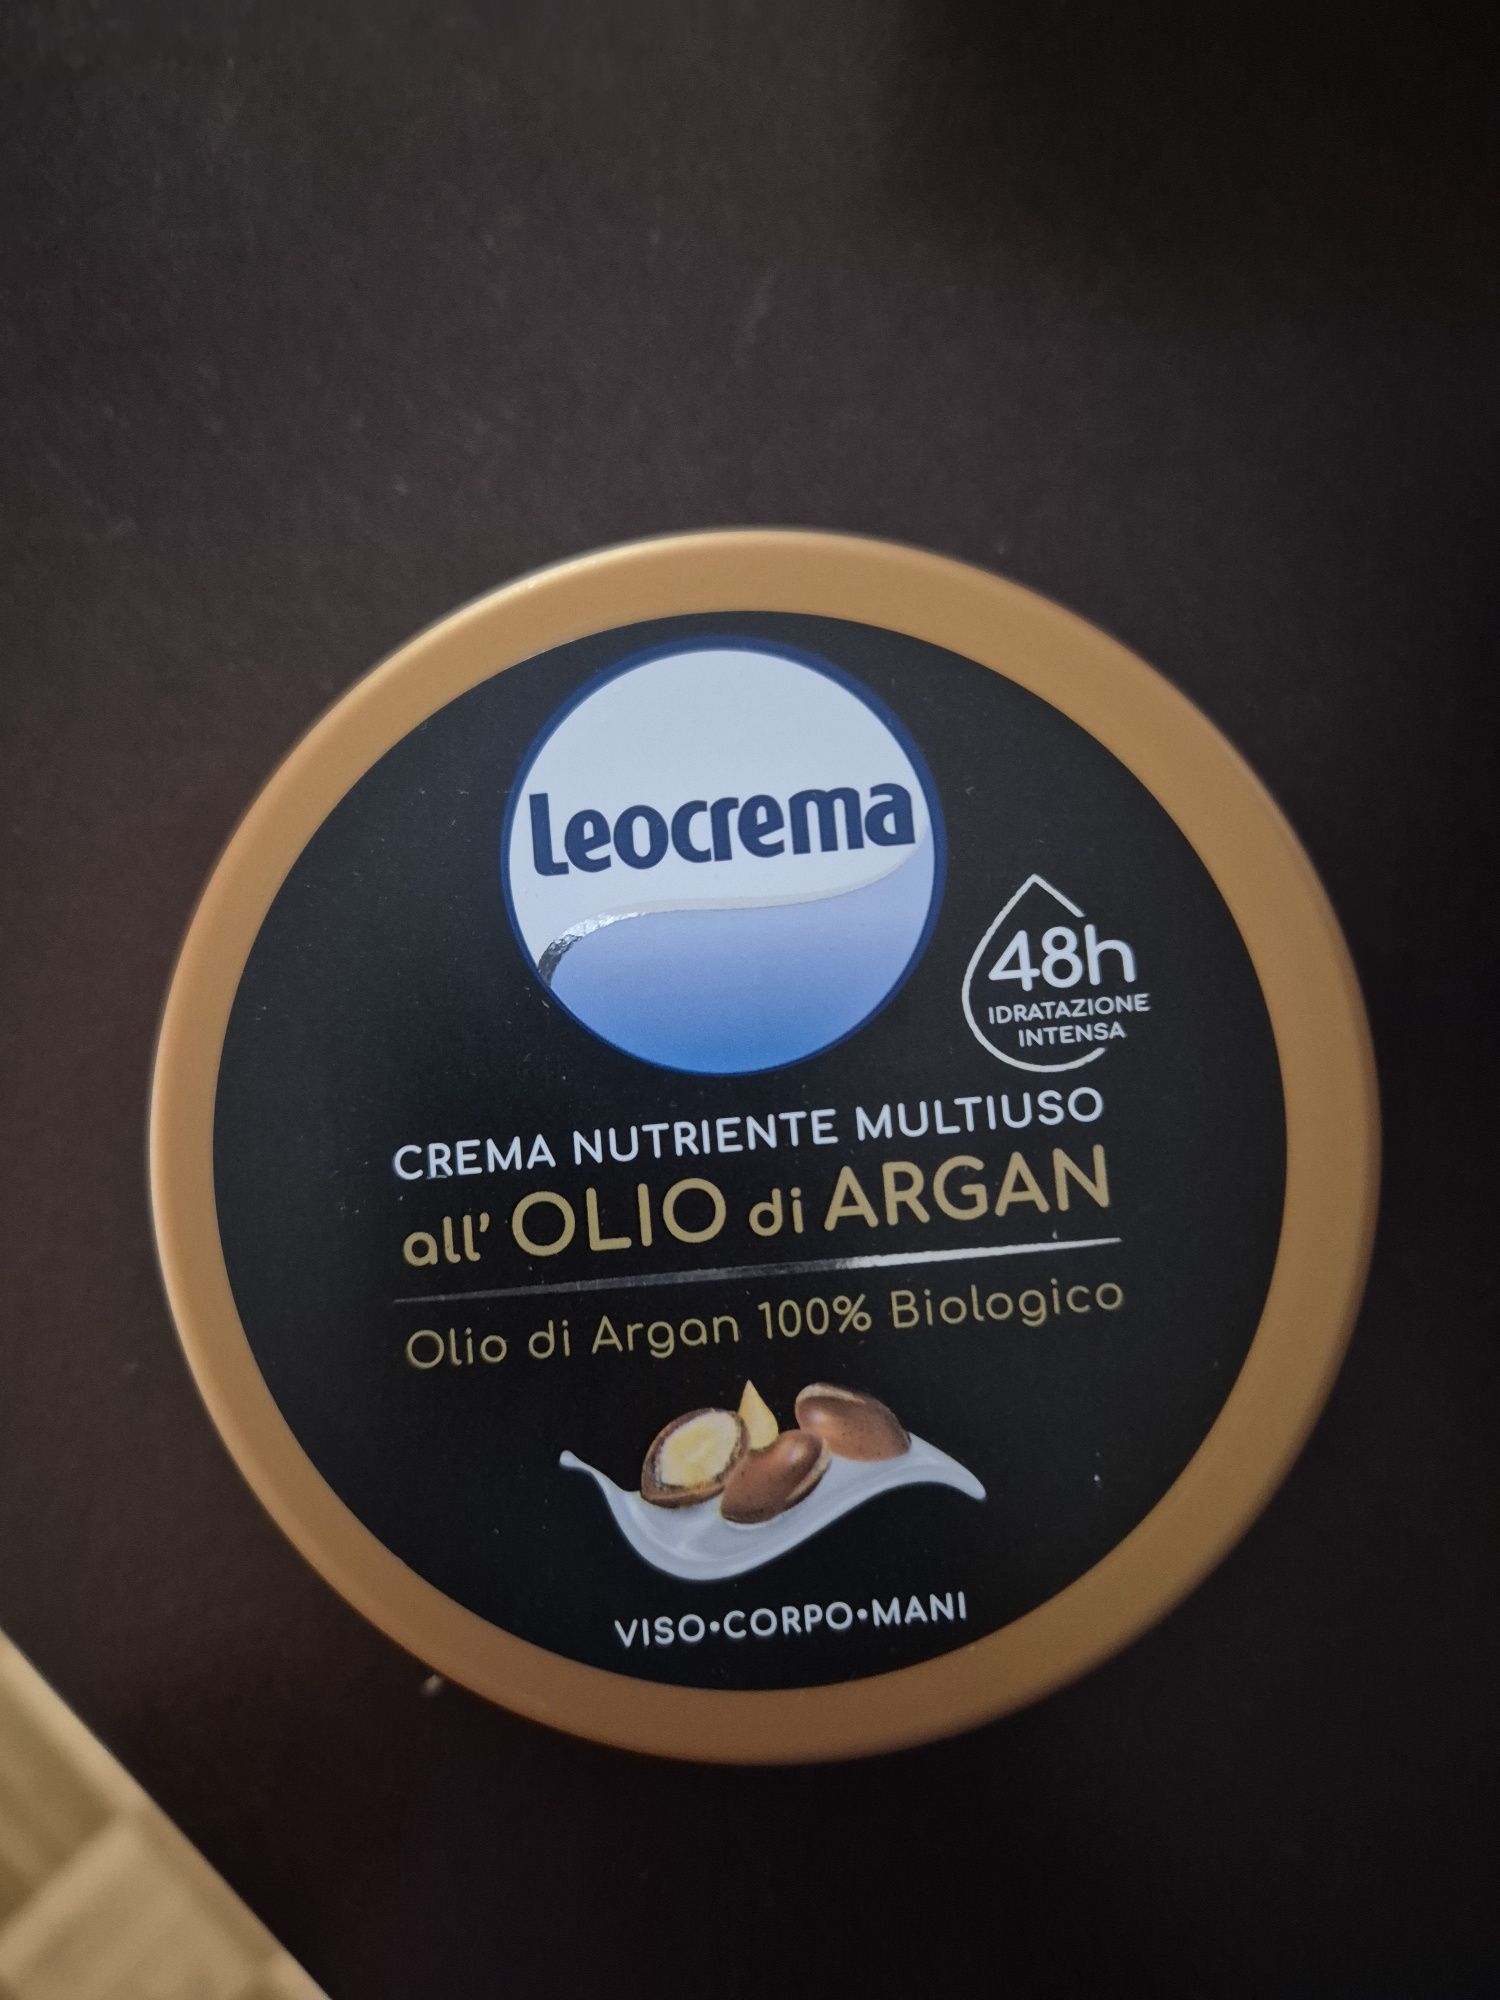 Leocrema
48h
IDRATAZIONE
INTENSA
CREMA NUTRIENTE MULTIUSO
all' OLIO di ARGAN
Olio di Argan 100% Biologico
VISO•CORPO•MANI